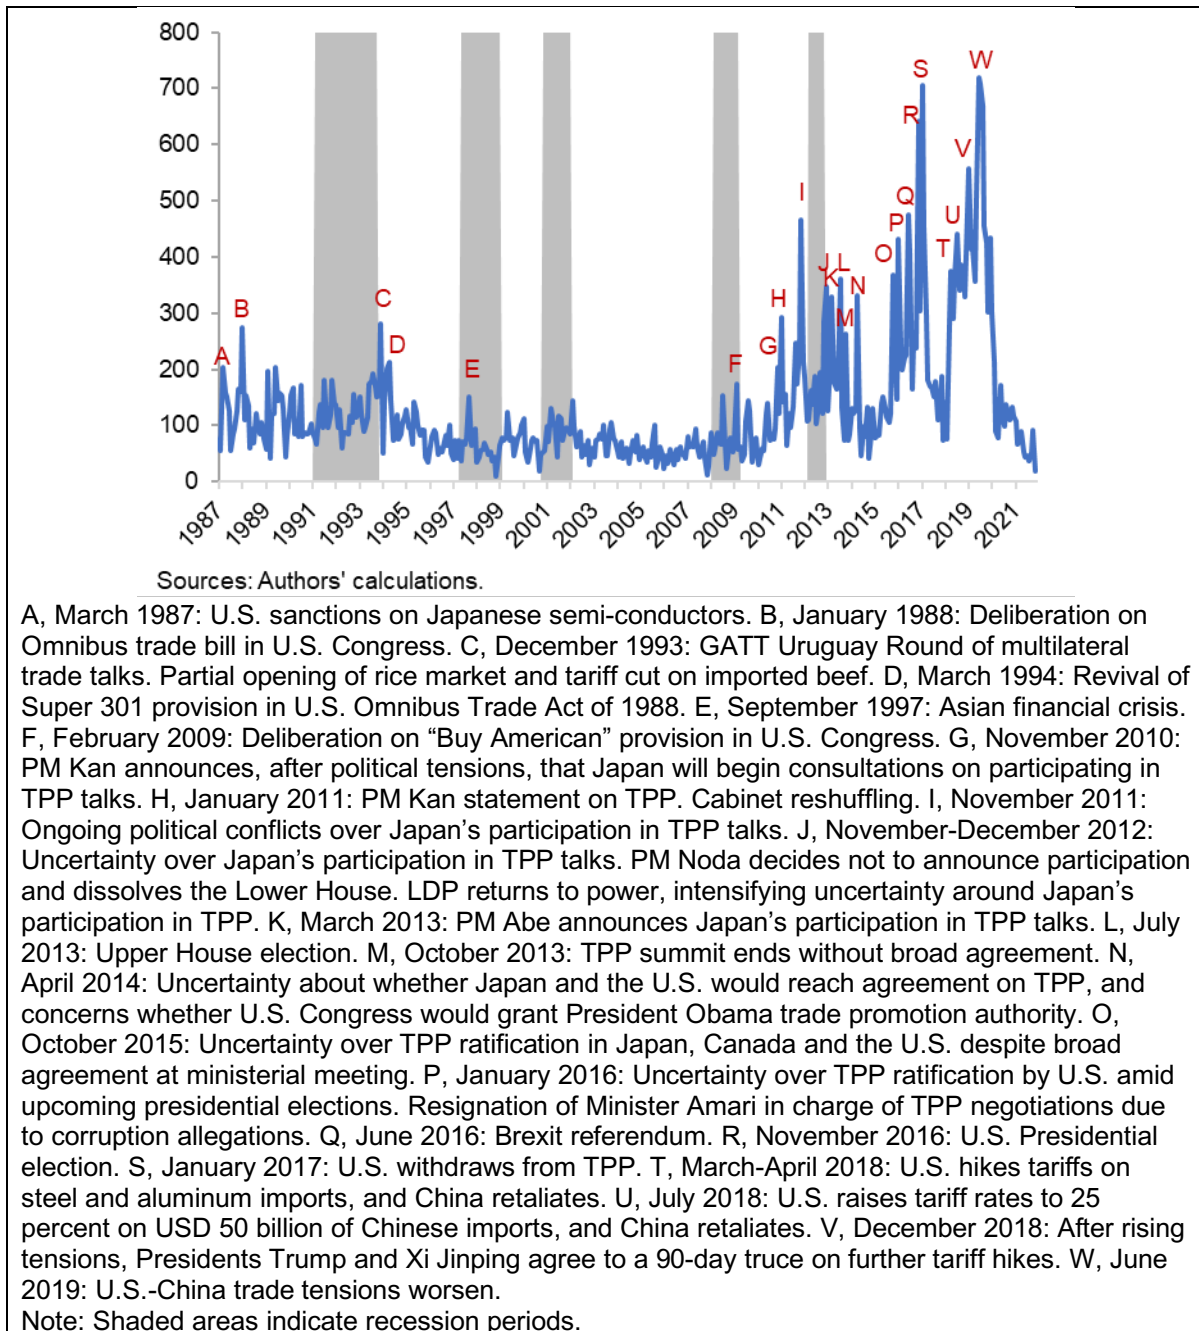 800
700
600
500
400
300
200
100
0
A
B
C
D
E
F
G
H
I
J
K
L
M
N
O
P
Q
R
S
T
U
V
W
1987
1989
1991
1993
1995
1997
1999
2001
2003
2005
2007
2009
2011
2013
2015
2017
2019
2021
Sources: Authors' calculations.
A, March 1987: U.S. sanctions on Japanese semi-conductors. B, January 1988: Deliberation on
Omnibus trade bill in U.S. Congress. C, December 1993: GATT Uruguay Round of multilateral
trade talks. Partial opening of rice market and tariff cut on imported beef. D, March 1994: Revival of
Super 301 provision in U.S. Omnibus Trade Act of 1988. E, September 1997: Asian financial crisis.
F, February 2009: Deliberation on “Buy American” provision in U.S. Congress. G, November 2010:
PM Kan announces, after political tensions, that Japan will begin consultations on participating in
TPP talks. H, January 2011: PM Kan statement on TPP. Cabinet reshuffling. I, November 2011:
Ongoing political conflicts over Japan’s participation in TPP talks. J, November-December 2012:
Uncertainty over Japan’s participation in TPP talks. PM Noda decides not to announce participation
and dissolves the Lower House. LDP returns to power, intensifying uncertainty around Japan’s
participation in TPP. K, March 2013: PM Abe announces Japan’s participation in TPP talks. L, July
2013: Upper House election. M, October 2013: TPP summit ends without broad agreement. N,
April 2014: Uncertainty about whether Japan and the U.S. would reach agreement on TPP, and
concerns whether U.S. Congress would grant President Obama trade promotion authority. O,
October 2015: Uncertainty over TPP ratification in Japan, Canada and the U.S. despite broad
agreement at ministerial meeting. P, January 2016: Uncertainty over TPP ratification by U.S. amid
upcoming presidential elections. Resignation of Minister Amari in charge of TPP negotiations due
to corruption allegations. Q, June 2016: Brexit referendum. R, November 2016: U.S. Presidential
election. S, January 2017: U.S. withdraws from TPP. T, March-April 2018: U.S. hikes tariffs on
steel and aluminum imports, and China retaliates. U, July 2018: U.S. raises tariff rates to 25
percent on USD 50 billion of Chinese imports, and China retaliates. V, December 2018: After rising
tensions, Presidents Trump and Xi Jinping agree to a 90-day truce on further tariff hikes. W, June
2019: U.S.-China trade tensions worsen.
Note: Shaded areas indicate recession periods.